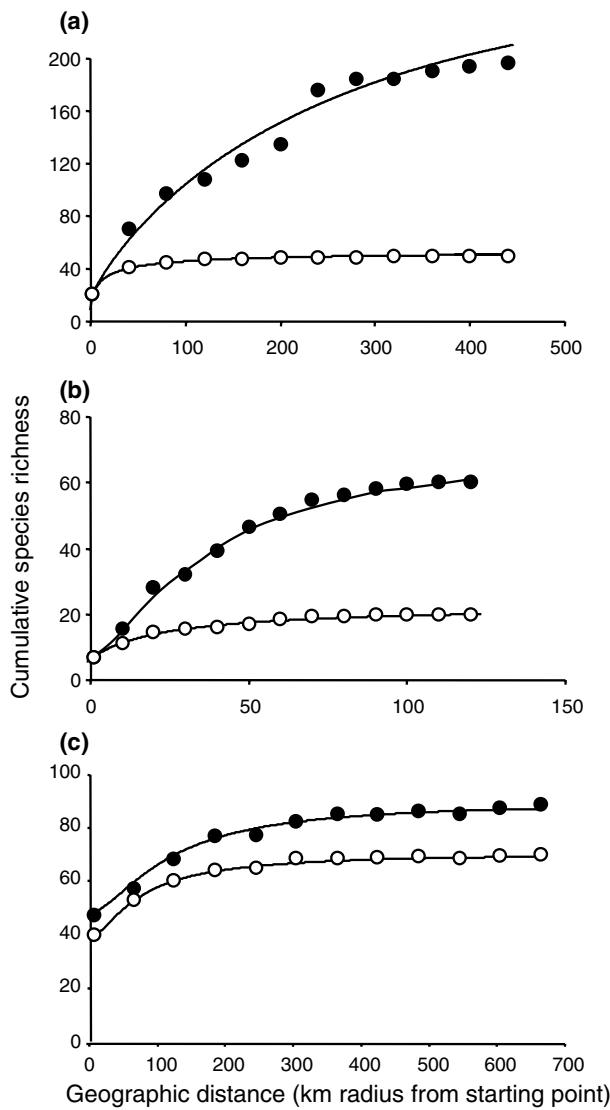 (a)
200
160
120
80
40
0
0 100 200 300 400 500
(b)
80
60
40
20
0
0 50 100 150
Cumulative species richness
(c)
100
80
60
40
20
0
0 100 200 300 400 500 600 700
Geographic distance (km radius from starting point)